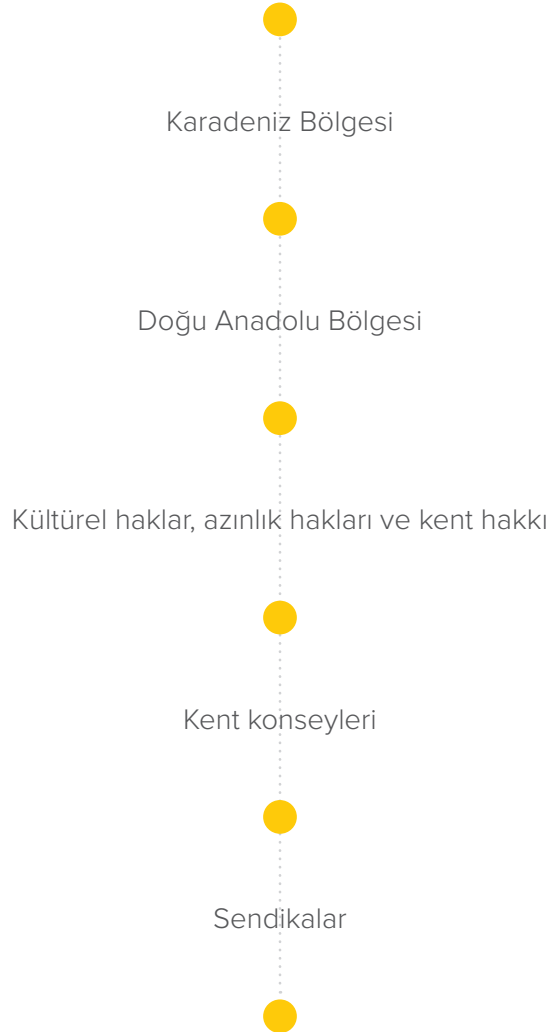 Karadeniz Bölgesi
Doğu Anadolu Bölgesi
Kültürel haklar, azınlık hakları ve kent hakkı
Kent konseyleri
Sendikalar